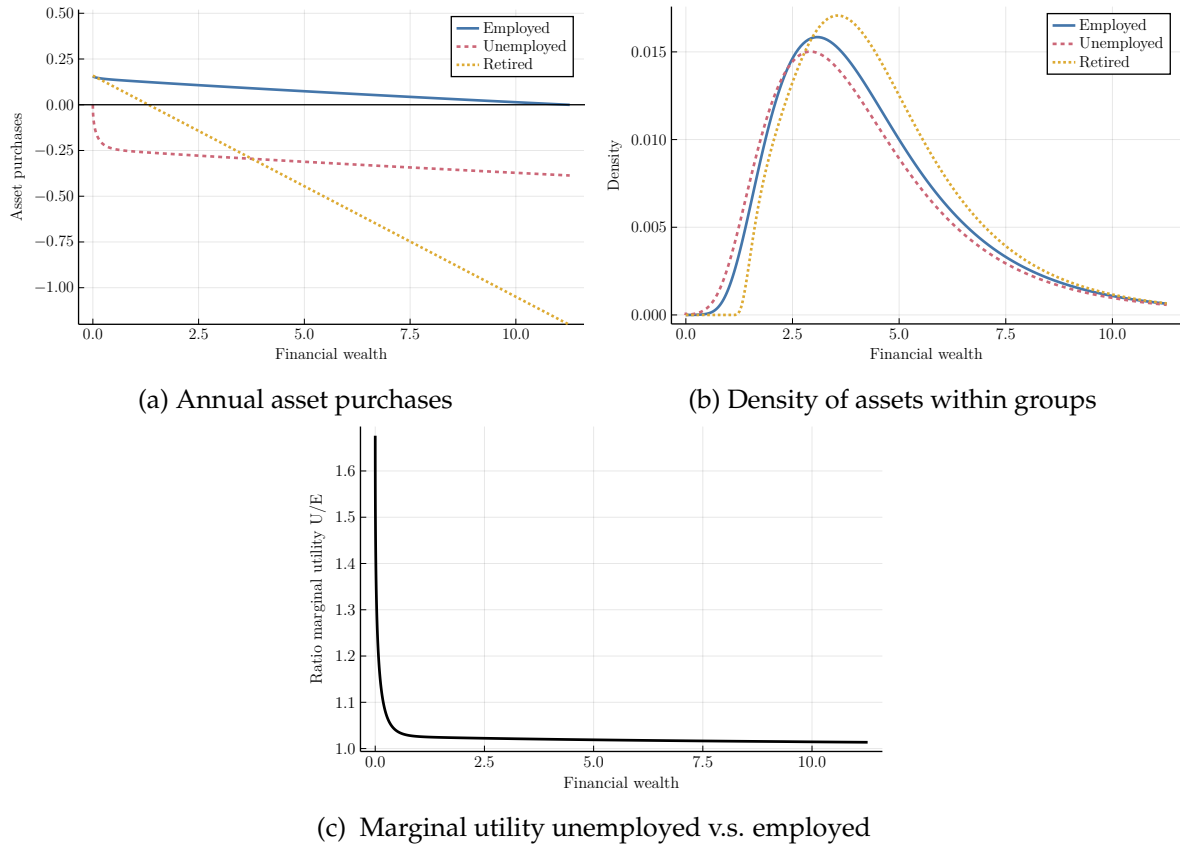 0.50
0.25
0.00
−0.25
−0.50
−0.75
−1.00
Asset purchases
Employed
Unemployed
Retired
0.0 2.5 5.0 7.5 10.0
Financial wealth
(a) Annual asset purchases
0.015
0.010
0.005
0.000
Density
Employed
Unemployed
Retired
0.0 2.5 5.0 7.5 10.0
Financial wealth
(b) Density of assets within groups
1.6
1.5
1.4
1.3
1.2
1.1
1.0
Ratio marginal utility U/E
0.0 2.5 5.0 7.5 10.0
Financial wealth
(c) Marginal utility unemployed v.s. employed